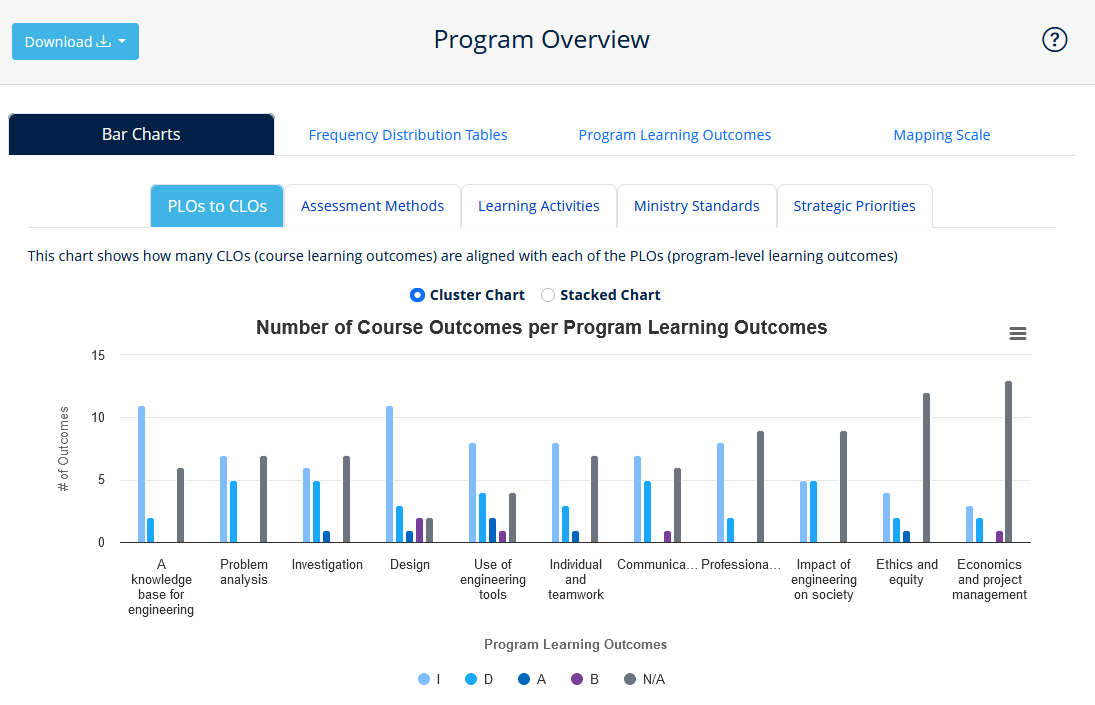 Download
Program Overview
?
Bar Charts
Frequency Distribution Tables
Program Learning Outcomes
Mapping Scale
PLOs to CLOs
Assessment Methods
Learning Activities
Ministry Standards
Strategic Priorities
This chart shows how many CLOs (course learning outcomes) are aligned with each of the PLOs (program-level learning outcomes)
Cluster Chart
Stacked Chart
Number of Course Outcomes per Program Learning Outcomes
# of Outcomes
15
10
5
0
A
knowledge
base for
engineering
Problem
analysis
Investigation
Design
Use of
engineering
tools
Individual
and
teamwork
Communica...
Professiona...
Impact of
engineering
on society
Ethics and
equity
Economics
and project
management
Program Learning Outcomes
I
D
A
B
N/A